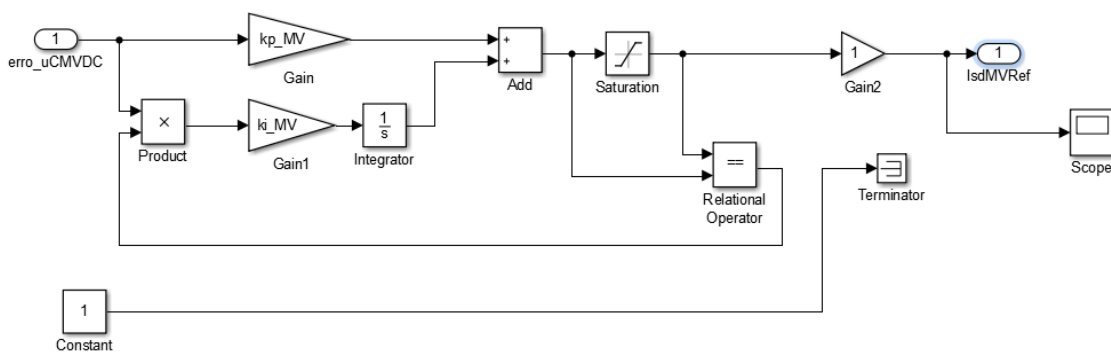 1
erro_uCMVDC
kp_MV
Gain
+
+
Add
Saturation
1
Gain2
1
IsdMVRef
Scope
×
Product
ki_MV
Gain1
1
s
Integrator
==
Relational
Operator
Terminator
1
Constant